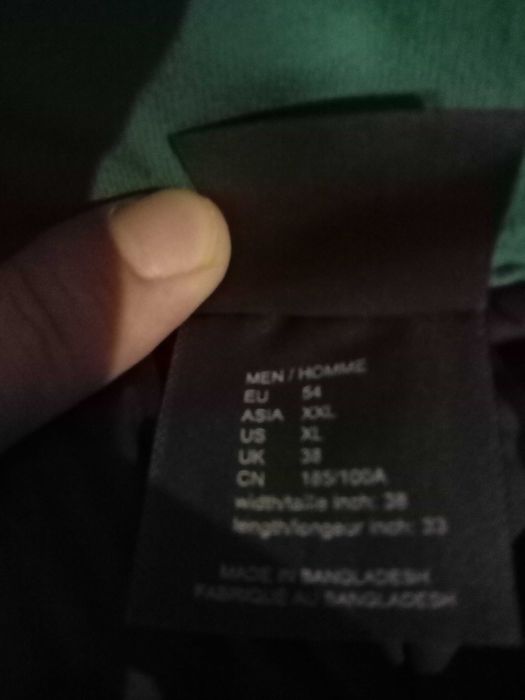 MEN / HOMME
EU 54
ASIA XXL
US XL
UK 38
CN 185/100A
width/taille inch: 38
length/longeur inch: 33
MADE IN BANGLADESH
FABRIQUE AU BANGLADESH